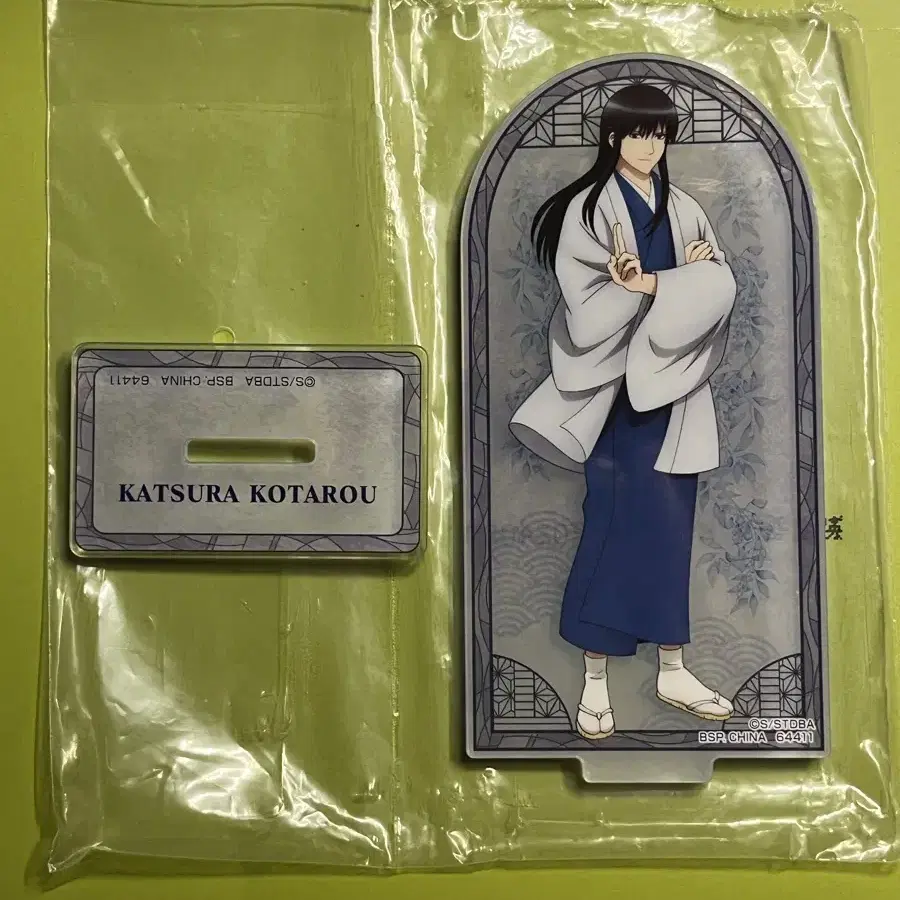 ©S/STDBA BSP. CHINA 64411
KATSURA KOTAROU
©S/STDBA
BSP. CHINA 64411